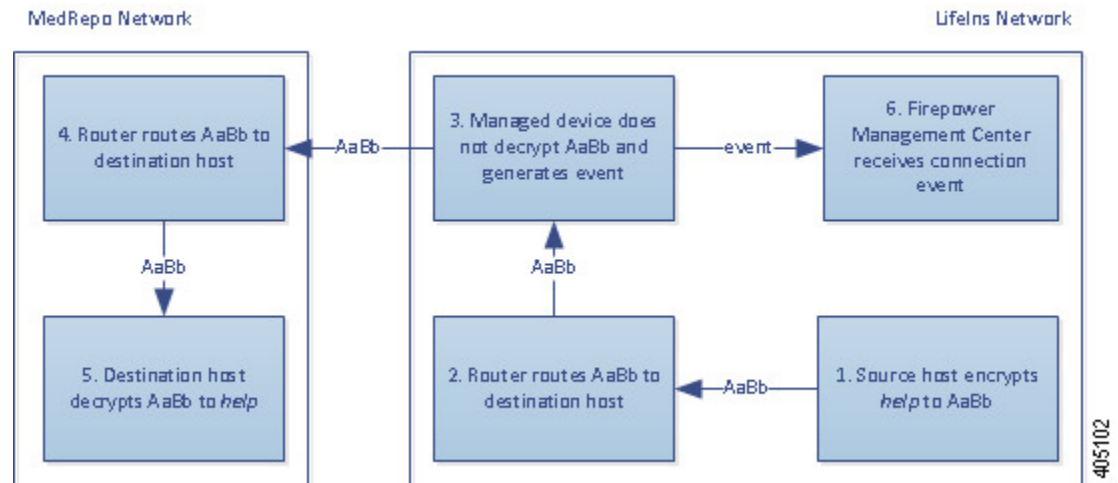 MedRepo Network
LifeIns Network
4. Router routes AaBb to
destination host
AaBb
3. Managed device does
not decrypt AaBb and
generates event
event
6. Firepower
Management Center
receives connection
event
AaBb
AaBb
5. Destination host
decrypts AaBb to help
2. Router routes AaBb to
destination host
AaBb
1. Source host encrypts
help to AaBb
405102